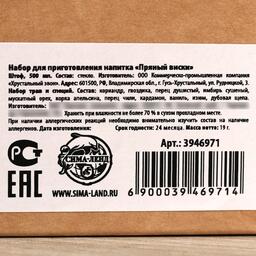 Набор для приготовления напитка «Пряный виски»
Штоф, 500 мл. Состав: стекло. Изготовитель: ООО Коммерческо-промышленная компания
«Хрустальный звон». Адрес: 601500, РФ, Владимирская обл., г. Гусь-Хрустальный, ул. Рудницкой, 3.
Набор трав и специй. Состав: кориандр, гвоздика, перец душистый, имбирь сушеный,
мускатный орех, корка апельсина, перец чили, кардамон, ваниль, изюм, дубовая щепа.
Хранить при влажности не более 70 % в сухом прохладном месте.
При наличии аллергических реакций необходимо внимательно изучить состав на наличие
аллергенов. Срок годности: 24 месяца. Масса нетто: 19 г.
Арт.: 3946971
РСТ
EAC
СИМА-ЛЕНД
WWW.SIMA-LAND.RU
6 900039 469714